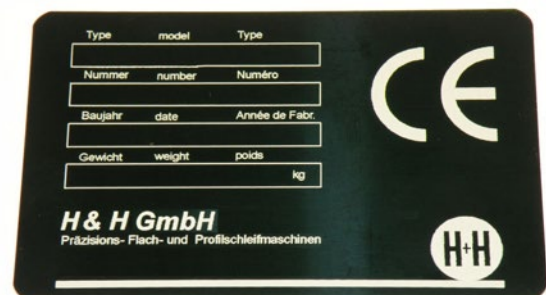 Type model Type
Nummer number Numéro
Baujahr date Année de Fabr.
Gewicht weight poids
kg
CE
H & H GmbH
Präzisions- Flach- und Profilschleifmaschinen
H+H